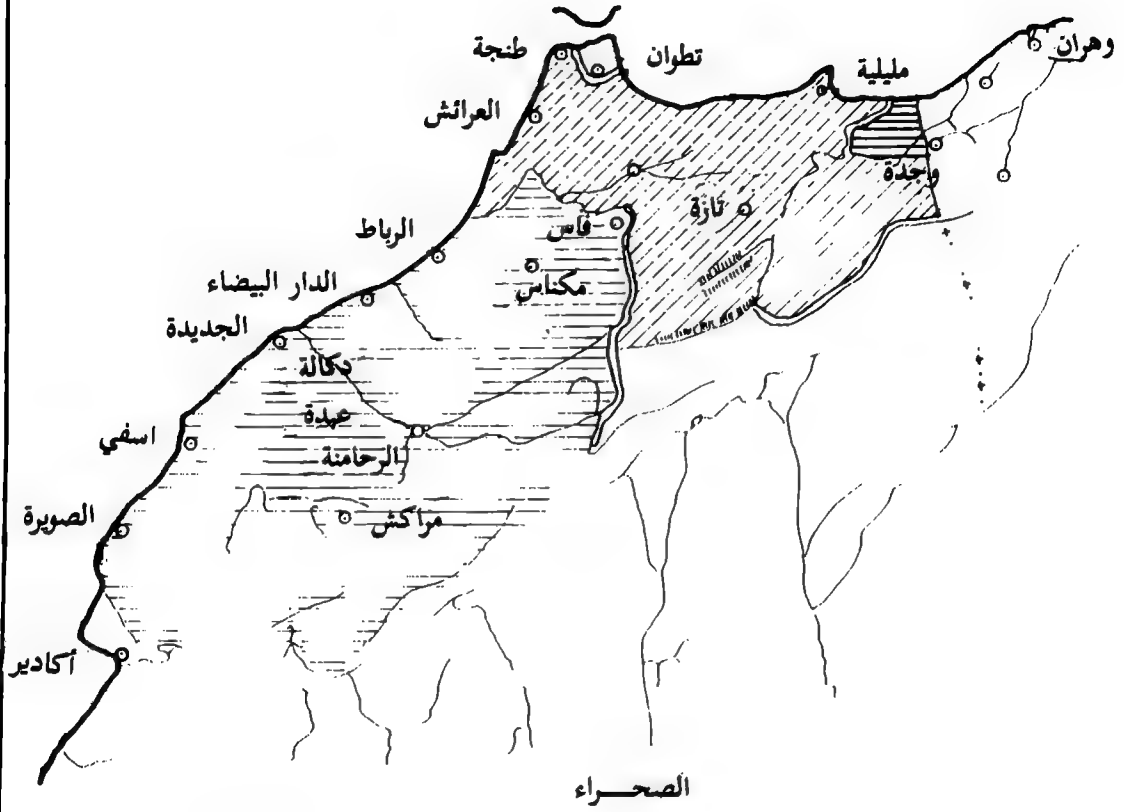 وهران
طنجة
تطوان
مليلية
العرائش
وجدة
تازة
الرباط
فاس
مكناس
الدار البيضاء
الجديدة
دكالة
عبدة
اسفي
الرحامنة
الصويرة
مراكش
أكادير
الصحراء